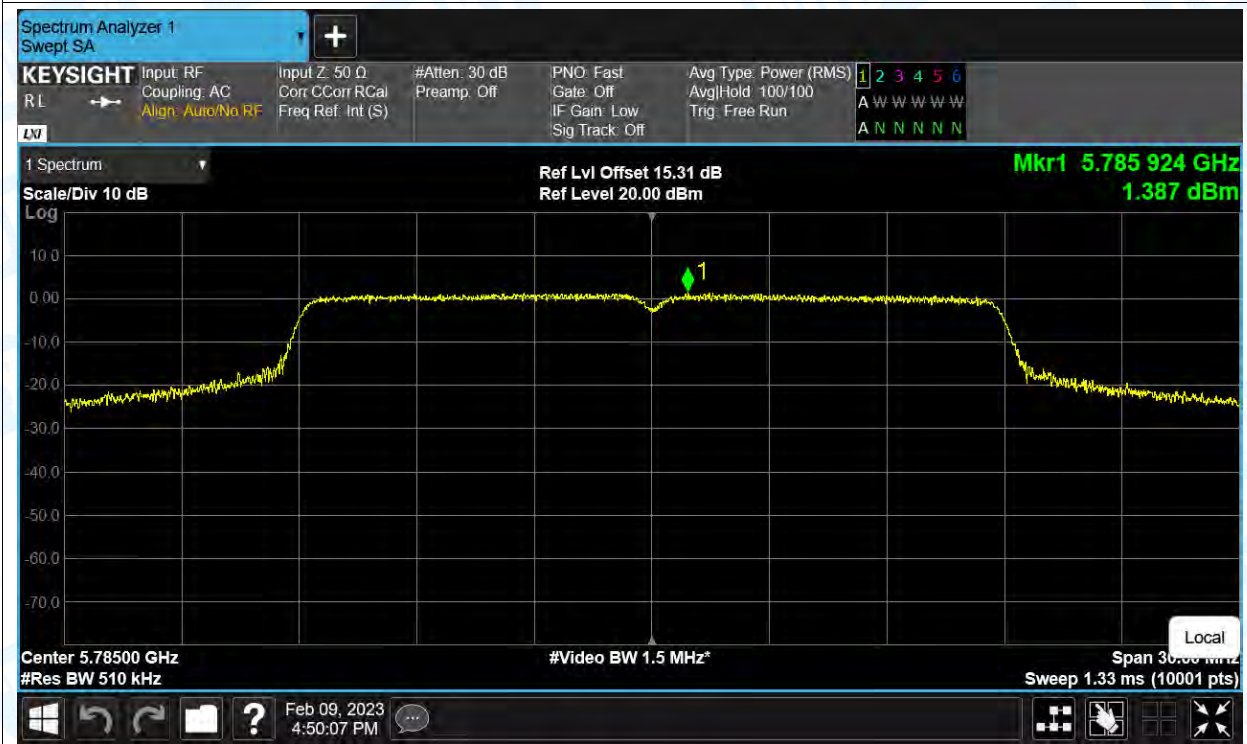 Spectrum Analyzer 1
Swept SA
+
KEYSIGHT
RL
LXI
Input: RF
Coupling: AC
Align: Auto/No RF
Input Z: 50 Ω
Corr CCorr RCal
Freq Ref: Int (S)
#Atten: 30 dB
Preamp: Off
PNO: Fast
Gate: Off
IF Gain: Low
Sig Track: Off
Avg Type: Power (RMS)
Avg|Hold: 100/100
Trig: Free Run
1 2 3 4 5 6
A W W W W W
A N N N N N
1 Spectrum
Scale/Div 10 dB
Ref Lvl Offset 15.31 dB
Ref Level 20.00 dBm
Mkr1 5.785 924 GHz
1.387 dBm
Log
10.0
1
0.00
-10.0
-20.0
-30.0
-40.0
-50.0
-60.0
-70.0
Local
Center 5.78500 GHz
#Video BW 1.5 MHz*
Span 30.00 MHz
#Res BW 510 kHz
Sweep 1.33 ms (10001 pts)
?
Feb 09, 2023
4:50:07 PM